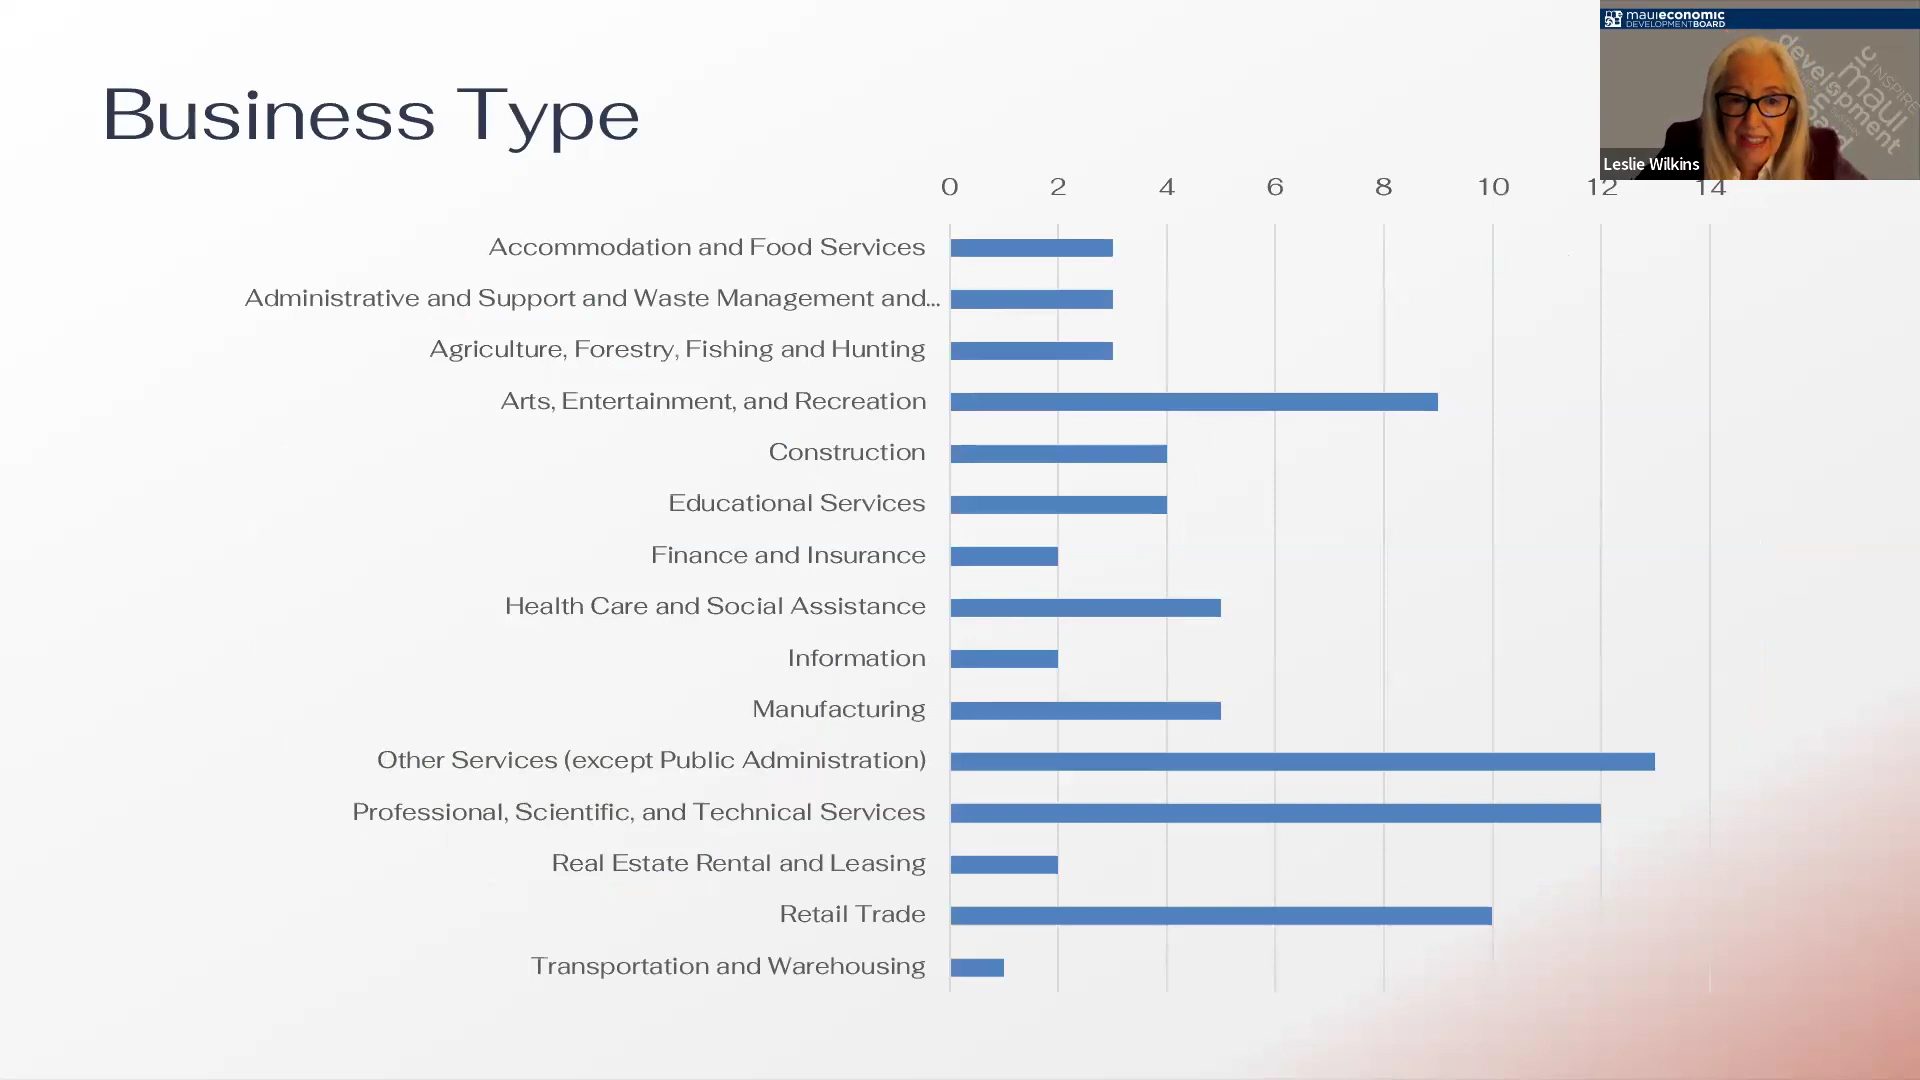 mauieconomic
DEVELOPMENTBOARD
Business Type
Leslie Wilkins
0 2 4 6 8 10 12 14
Accommodation and Food Services
Administrative and Support and Waste Management and...
Agriculture, Forestry, Fishing and Hunting
Arts, Entertainment, and Recreation
Construction
Educational Services
Finance and Insurance
Health Care and Social Assistance
Information
Manufacturing
Other Services (except Public Administration)
Professional, Scientific, and Technical Services
Real Estate Rental and Leasing
Retail Trade
Transportation and Warehousing
development
maui
INSPIRE